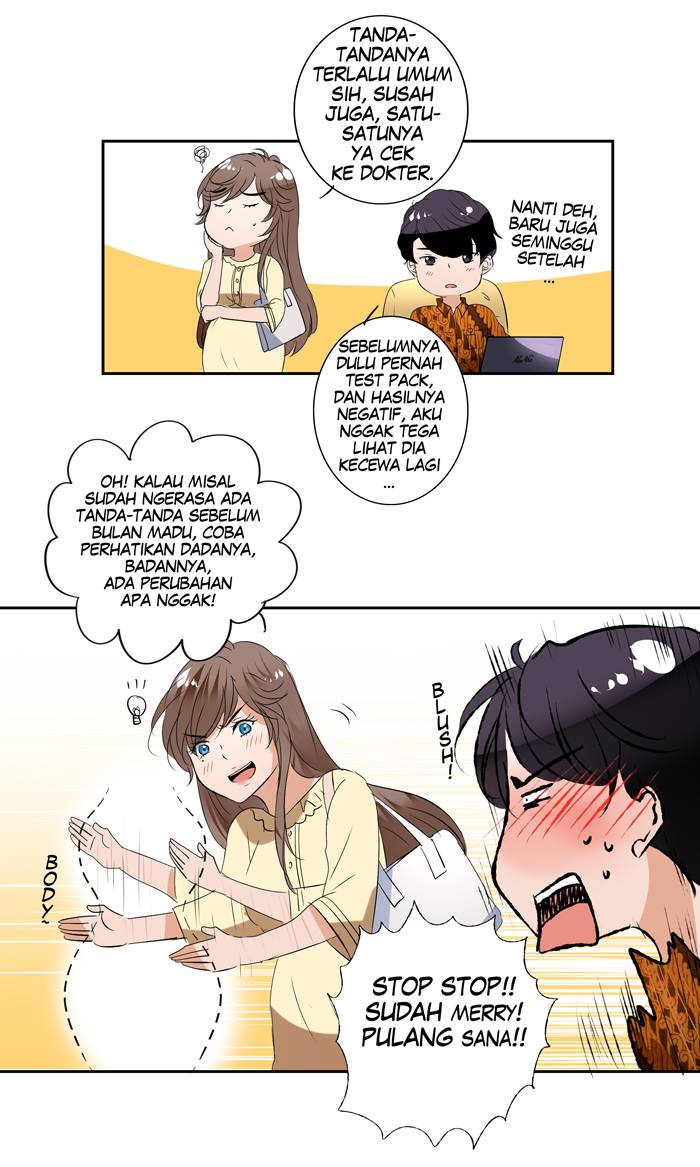 TANDA-
TANDANYA
TERLALU UMUM
SIH, SUSAH
JUGA, SATU-
SATUNYA
YA CEK
KE DOKTER.
NANTI DEH,
BARU JUGA
SEMINGGU
SETELAH
...
SEBELUMNYA
DULU PERNAH
TEST PACK,
DAN HASILNYA
NEGATIF, AKU
NGGAK TEGA
LIHAT DIA
KECEWA LAGI
...
OH! KALAU MISAL
SUDAH NGERASA ADA
TANDA-TANDA SEBELUM
BULAN MADU, COBA
PERHATIKAN DADANYA,
BADANNYA,
ADA PERUBAHAN
APA NGGAK!
BLUSH!
BODY~
STOP STOP!!
SUDAH MERRY!
PULANG SANA!!